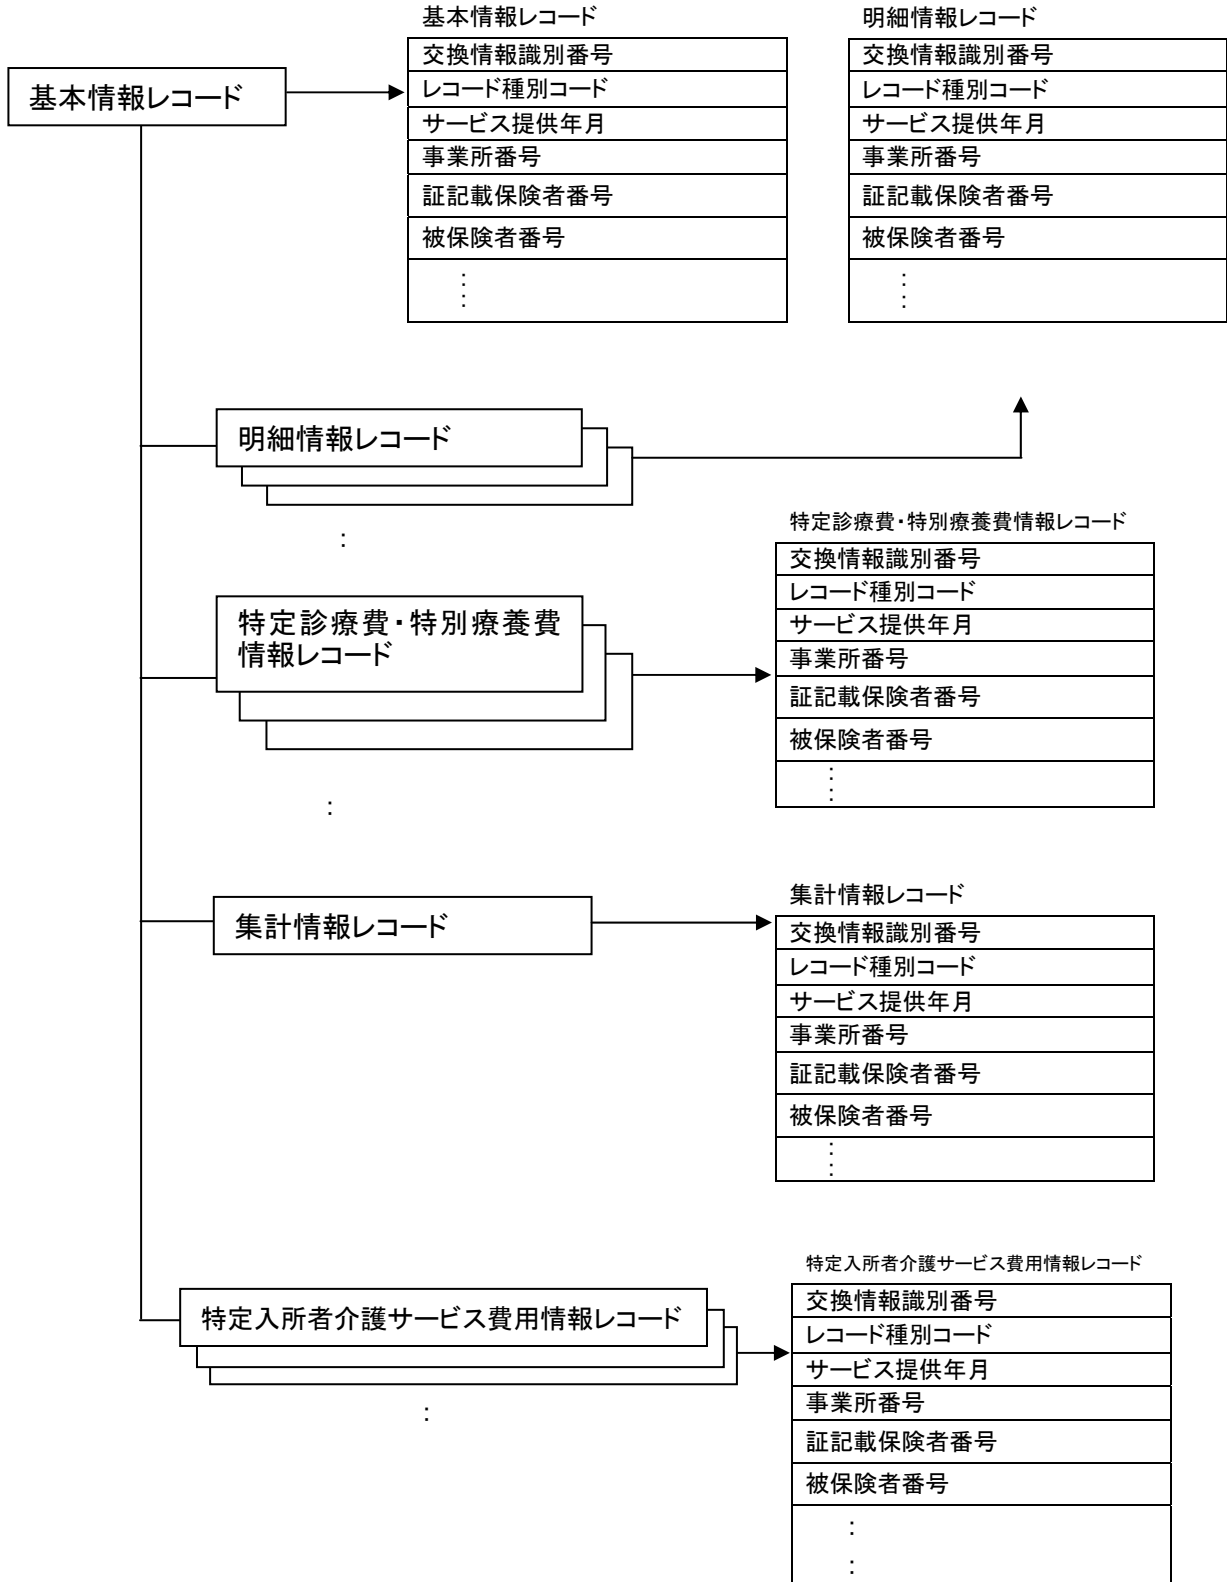 基本情報レコード
基本情報レコード
交換情報識別番号
レコード種別コード
サービス提供年月
事業所番号
証記載保険者番号
被保険者番号
:
:
明細情報レコード
交換情報識別番号
レコード種別コード
サービス提供年月
事業所番号
証記載保険者番号
被保険者番号
:
:
明細情報レコード
:
特定診療費・特別療養費
情報レコード
:
特定診療費・特別療養費情報レコード
交換情報識別番号
レコード種別コード
サービス提供年月
事業所番号
証記載保険者番号
被保険者番号
:
:
集計情報レコード
集計情報レコード
交換情報識別番号
レコード種別コード
サービス提供年月
事業所番号
証記載保険者番号
被保険者番号
:
:
特定入所者介護サービス費用情報レコード
:
特定入所者介護サービス費用情報レコード
交換情報識別番号
レコード種別コード
サービス提供年月
事業所番号
証記載保険者番号
被保険者番号
:
: